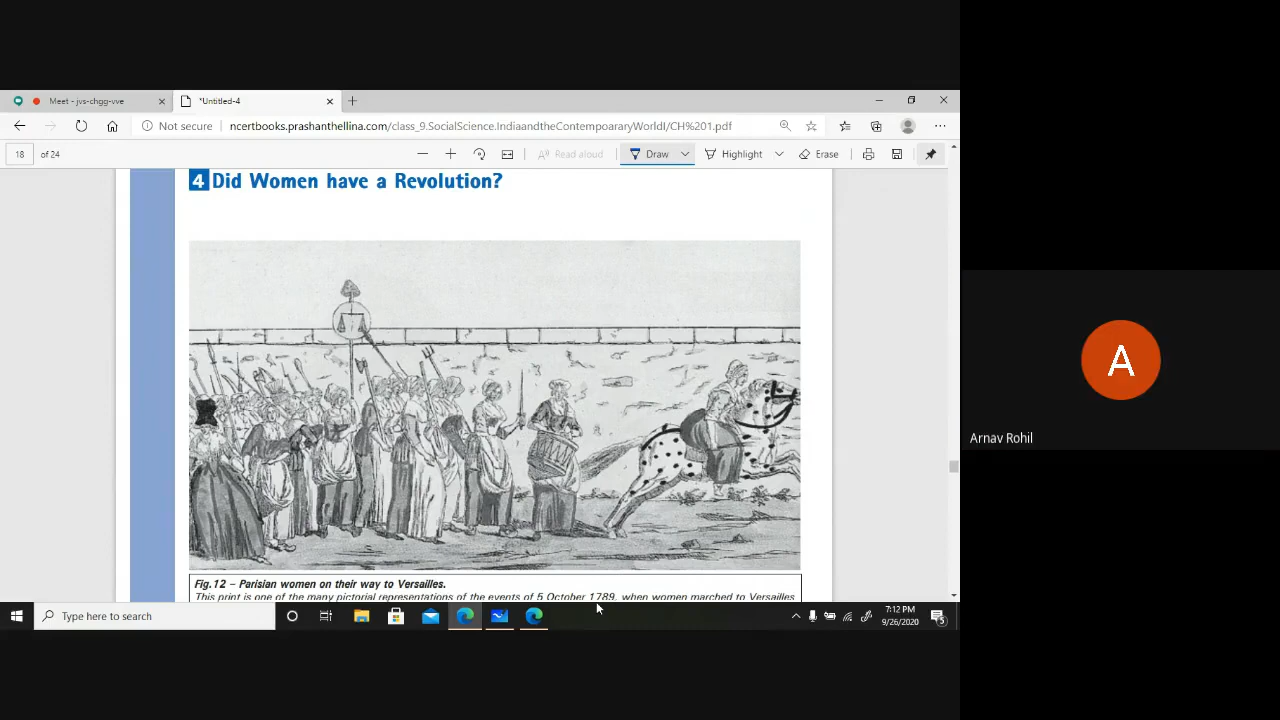 Meet - jvs-chgg-vve
*Untitled-4
Not secure
ncertbooks.prashanthellina.com/class_9.SocialScience.IndiaandtheContempoararyWorldI/CH%201.pdf
18 of 24
Read aloud
Draw
Highlight
Erase
4 Did Women have a Revolution?
Fig.12 – Parisian women on their way to Versailles.
This print is one of the many pictorial representations of the events of 5 October 1789, when women marched to Versailles
A
Arnav Rohil
Type here to search
7:12 PM
9/26/2020
5